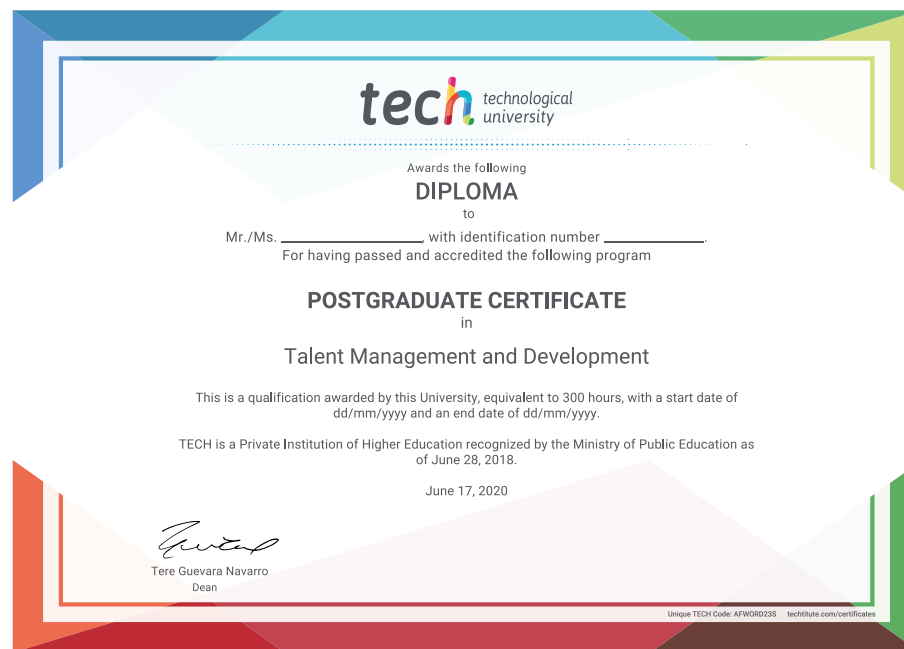 tech technological
university
Awards the following
DIPLOMA
to
Mr./Ms. ________________, with identification number ____________.
For having passed and accredited the following program
POSTGRADUATE CERTIFICATE
in
Talent Management and Development
This is a qualification awarded by this University, equivalent to 300 hours, with a start date of
dd/mm/yyyy and an end date of dd/mm/yyyy.
TECH is a Private Institution of Higher Education recognized by the Ministry of Public Education as
of June 28, 2018.
June 17, 2020
Tere Guevara Navarro
Dean
Unique TECH Code: AFWORD23S techtitute.com/certificates